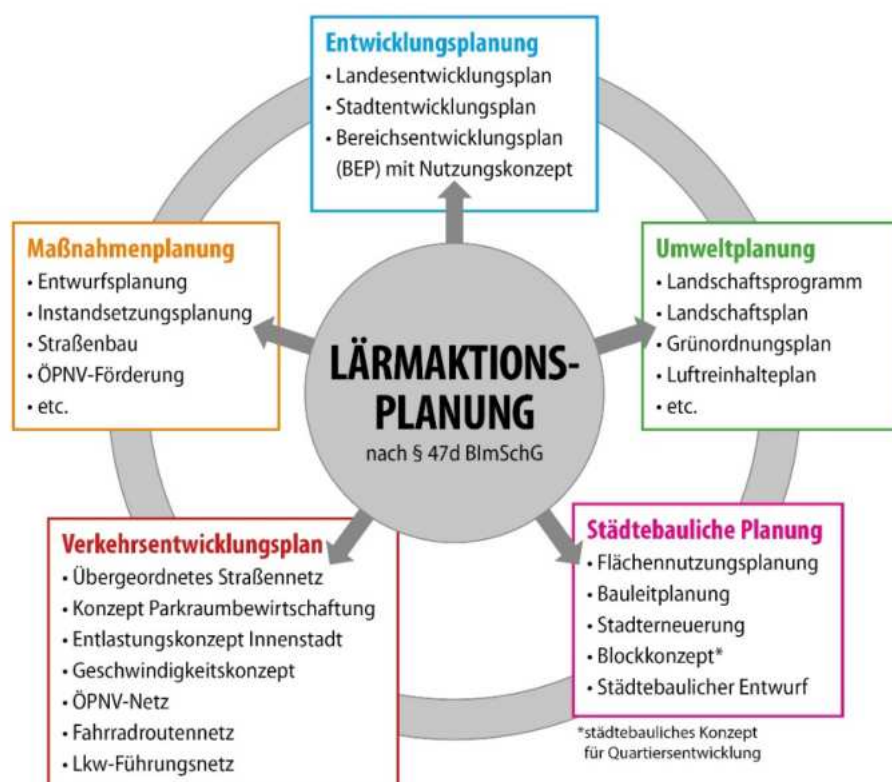 Entwicklungsplanung
• Landesentwicklungsplan
• Stadtentwicklungsplan
• Bereichsentwicklungsplan
(BEP) mit Nutzungskonzept
Maßnahmenplanung
• Entwurfsplanung
• Instandsetzungsplanung
• Straßenbau
• ÖPNV-Förderung
• etc.
Umweltplanung
• Landschaftsprogramm
• Landschaftsplan
• Grünordnungsplan
• Luftreinhalteplan
• etc.
LÄRMAKTIONS-
PLANUNG
nach § 47d BImSchG
Verkehrsentwicklungsplan
• Übergeordnetes Straßennetz
• Konzept Parkraumbewirtschaftung
• Entlastungskonzept Innenstadt
• Geschwindigkeitskonzept
• ÖPNV-Netz
• Fahrradroutennetz
• Lkw-Führungsnetz
Städtebauliche Planung
• Flächennutzungsplanung
• Bauleitplanung
• Stadterneuerung
• Blockkonzept*
• Städtebaulicher Entwurf
*städtebauliches Konzept
für Quartiersentwicklung